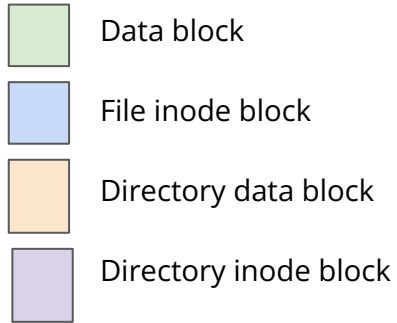 Data block
File inode block
Directory data block
Directory inode block